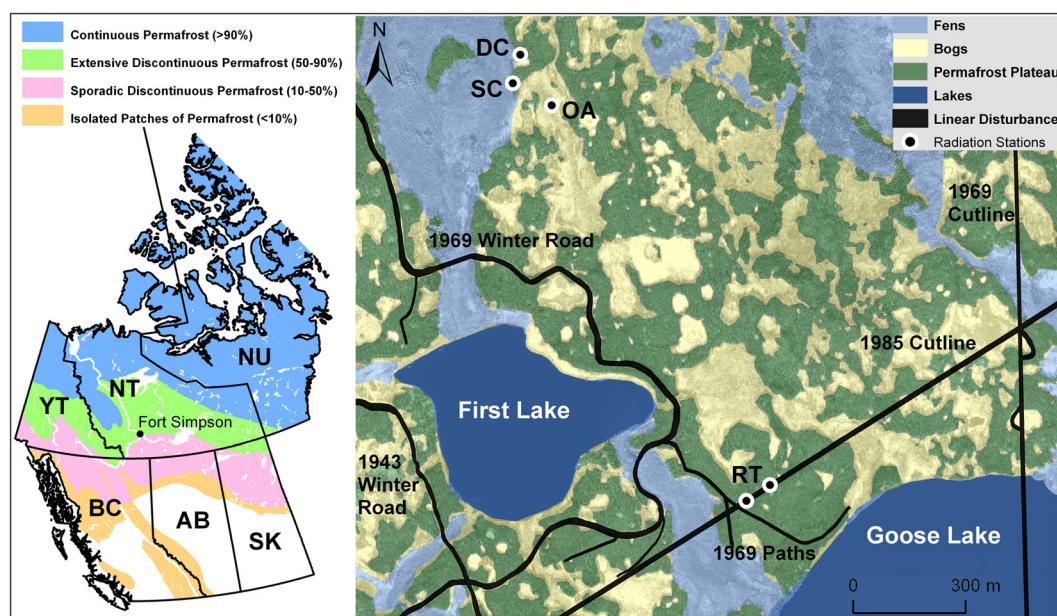 Continuous Permafrost (>90%)
Extensive Discontinuous Permafrost (50-90%)
Sporadic Discontinuous Permafrost (10-50%)
Isolated Patches of Permafrost (<10%)
NU
NT
YT
Fort Simpson
BC
AB
SK
N
DC
SC
OA
Fens
Bogs
Permafrost Plateau
Lakes
Linear Disturbance
Radiation Stations
1969
Cutline
1969 Winter Road
1985 Cutline
First Lake
1943
Winter
Road
RT
1969 Paths
Goose Lake
0 300 m